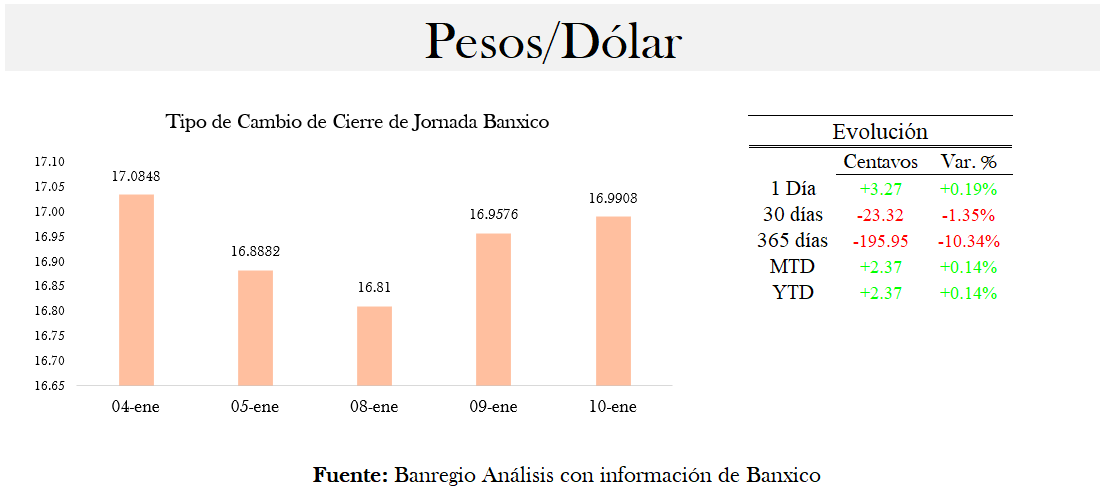 Pesos/Dólar
Tipo de Cambio de Cierre de Jornada Banxico
17.10
17.05
17.00
16.95
16.90
16.85
16.80
16.75
16.70
16.65
17.0348
16.8832
16.81
16.9576
16.9903
04-ene
05-ene
08-ene
09-ene
10-ene
Evolución
Centavos Var. %
1 Día +3.27 +0.19%
30 días -23.32 -1.35%
365 días -195.95 -10.34%
MTD +2.37 +0.14%
YTD +2.37 +0.14%
Fuente: Banregio Análisis con información de Banxico